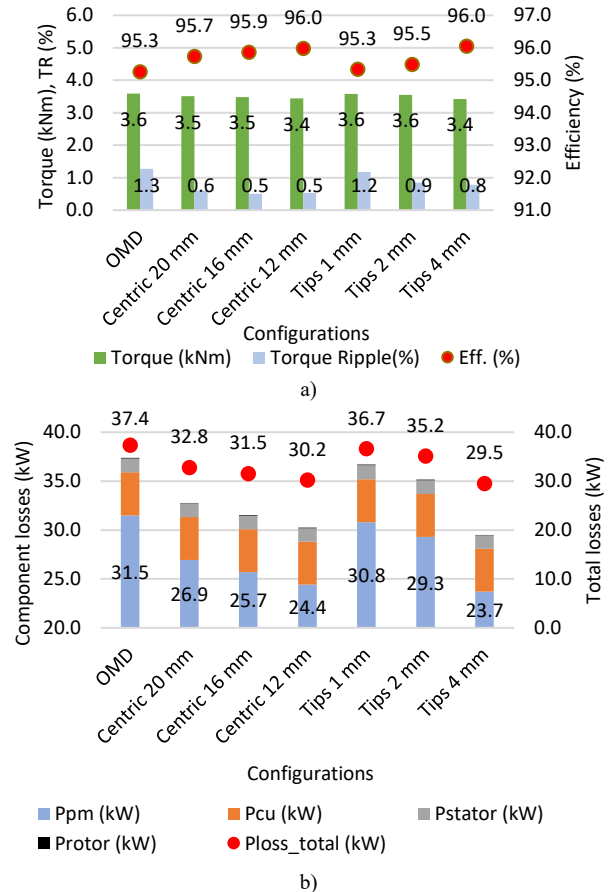 6.0
5.0
4.0
3.0
2.0
1.0
0.0
Torque (kNm), TR (%)
95.3 95.7 95.9 96.0 95.3 95.5 96.0
3.6 3.5 3.5 3.4 3.6 3.6 3.4
1.3 0.6 0.5 0.5 1.2 0.9 0.8
97.0
96.0
95.0
94.0
93.0
92.0
91.0
Efficiency (%)
OMD
Centric 20 mm
Centric 16 mm
Centric 12 mm
Tips 1 mm
Tips 2 mm
Tips 4 mm
Configurations
Torque (kNm) Torque Ripple(%) Eff. (%)
a)
40.0
35.0
30.0
25.0
20.0
Component losses (kW)
37.4 32.8 31.5 30.2 36.7 35.2 29.5
31.5 26.9 25.7 24.4 30.8 29.3 23.7
40.0
30.0
20.0
10.0
0.0
Total losses (kW)
OMD
Centric 20 mm
Centric 16 mm
Centric 12 mm
Tips 1 mm
Tips 2 mm
Tips 4 mm
Configurations
Ppm (kW) Pcu (kW) Pstator (kW)
Protor (kW) Ploss_total (kW)
b)